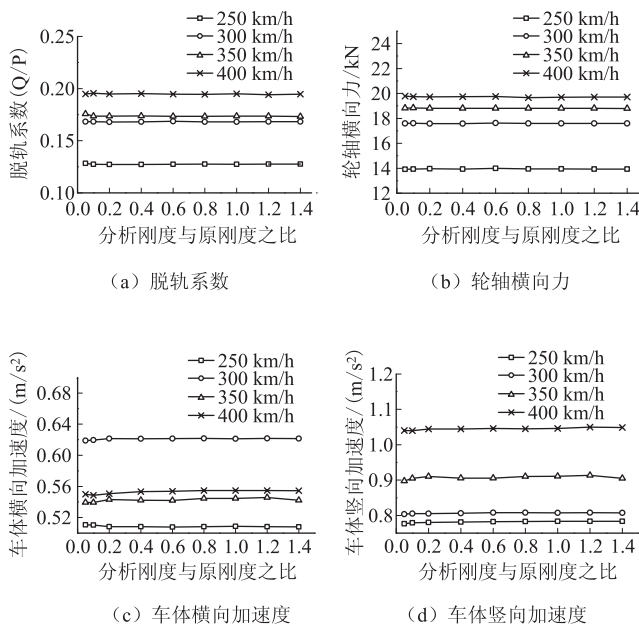 250 km/h
300 km/h
350 km/h
400 km/h
0.25
0.20
0.15
0.10
脱轨系数(Q/P)
0.0 0.2 0.4 0.6 0.8 1.0 1.2 1.4
分析刚度与原刚度之比
(a) 脱轨系数
250 km/h
300 km/h
350 km/h
400 km/h
24
22
20
18
16
14
12
轮轴横向力/kN
0.0 0.2 0.4 0.6 0.8 1.0 1.2 1.4
分析刚度与原刚度之比
(b) 轮轴横向力
250 km/h
300 km/h
350 km/h
400 km/h
0.68
0.64
0.60
0.56
0.52
车体横向加速度/(m/s²)
0.0 0.2 0.4 0.6 0.8 1.0 1.2 1.4
分析刚度与原刚度之比
(c) 车体横向加速度
250 km/h
300 km/h
350 km/h
400 km/h
1.2
1.1
1.0
0.9
0.8
车体竖向加速度/(m/s²)
0.0 0.2 0.4 0.6 0.8 1.0 1.2 1.4
分析刚度与原刚度之比
(d) 车体竖向加速度